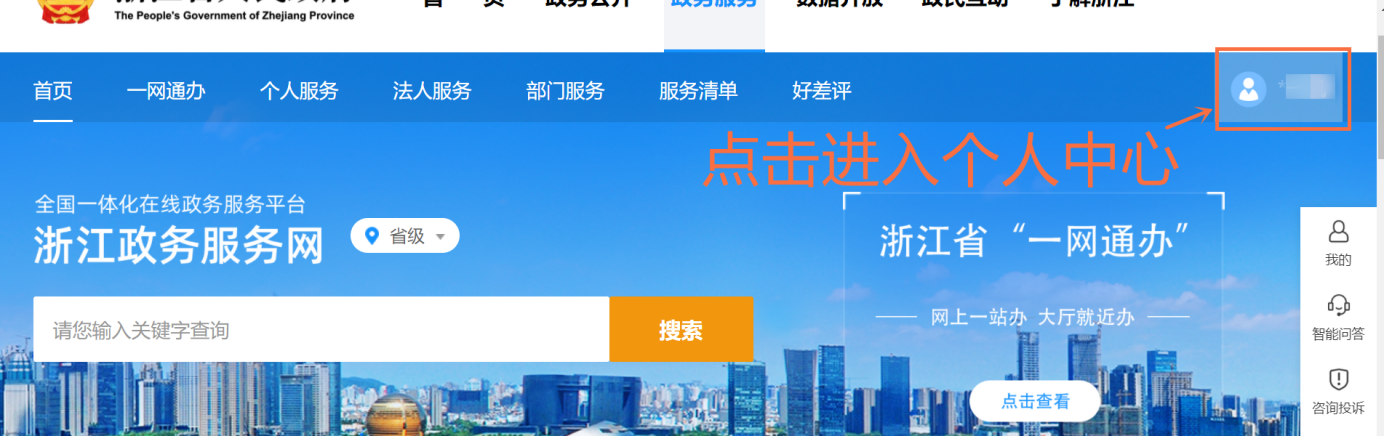 The People's Government of Zhejiang Province
政务服务
首页
一网通办
个人服务
法人服务
部门服务
服务清单
好差评
点击进入个人中心
全国一体化在线政务服务平台
浙江政务服务网
省级
浙江省“一网通办”
请您输入关键字查询
搜索
网上一站办 大厅就近办
点击查看
我的
智能问答
咨询投诉